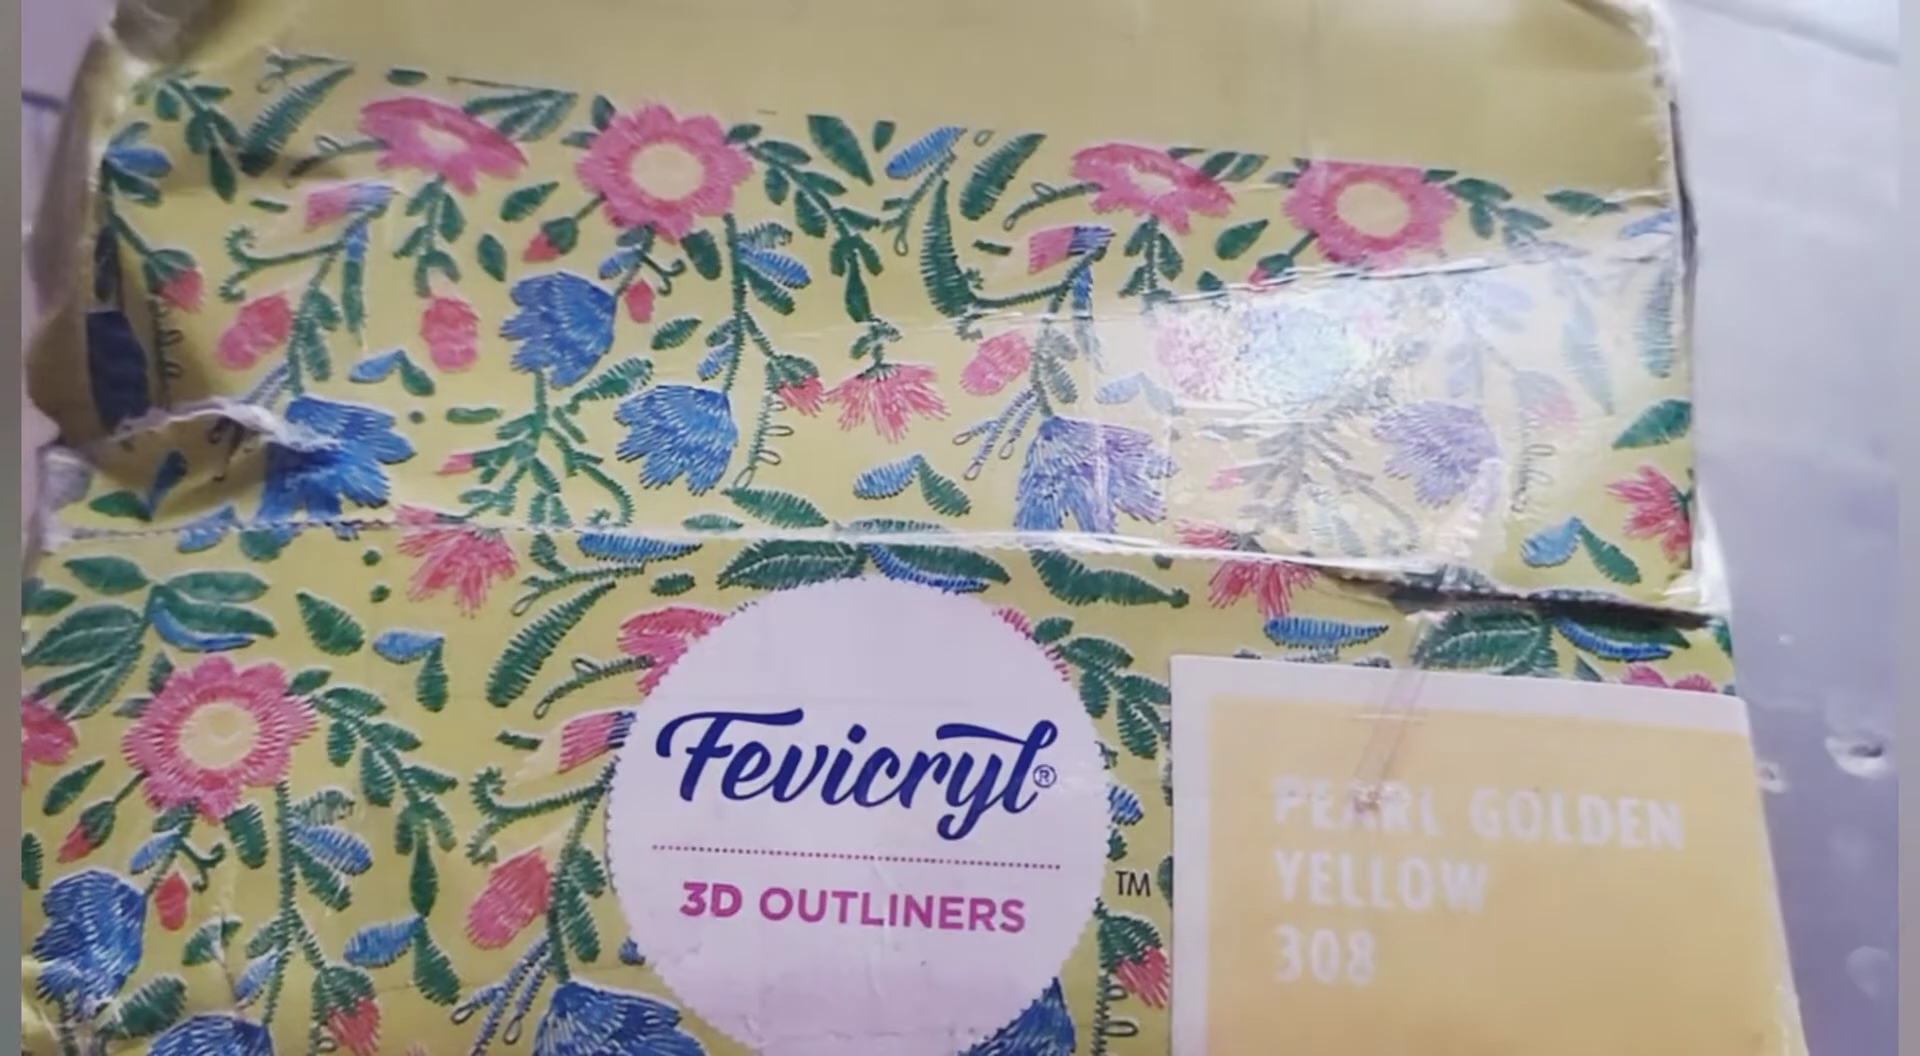 Fevicryl®
3D OUTLINERS
TM
PEARL GOLDEN
YELLOW
308